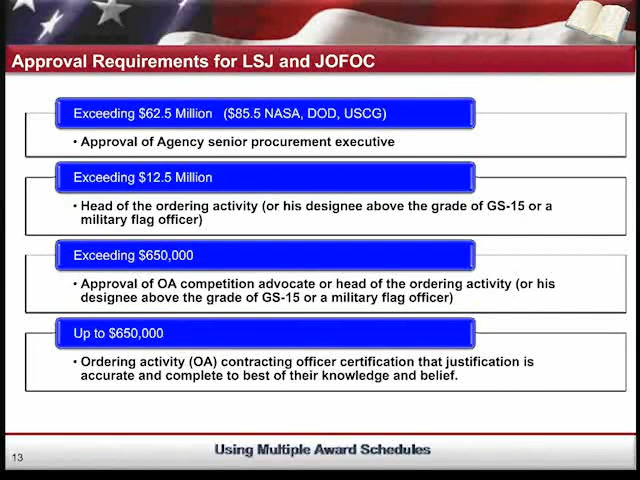 Approval Requirements for LSJ and JOFOC
Exceeding $62.5 Million ($85.5 NASA, DOD, USCG)
• Approval of Agency senior procurement executive
Exceeding $12.5 Million
• Head of the ordering activity (or his designee above the grade of GS-15 or a
military flag officer)
Exceeding $650,000
• Approval of OA competition advocate or head of the ordering activity (or his
designee above the grade of GS-15 or a military flag officer)
Up to $650,000
• Ordering activity (OA) contracting officer certification that justification is
accurate and complete to best of their knowledge and belief.
13
Using Multiple Award Schedules